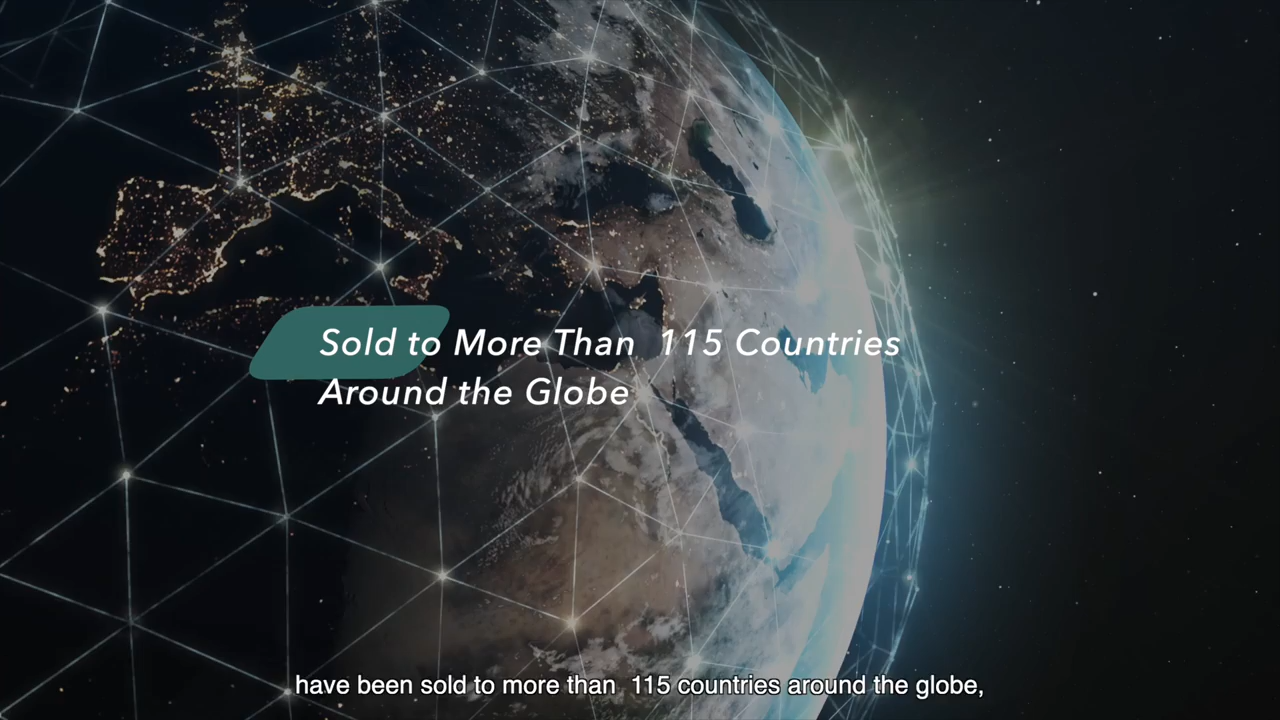 Sold to More Than 115 Countries
Around the Globe
have been sold to more than 115 countries around the globe,